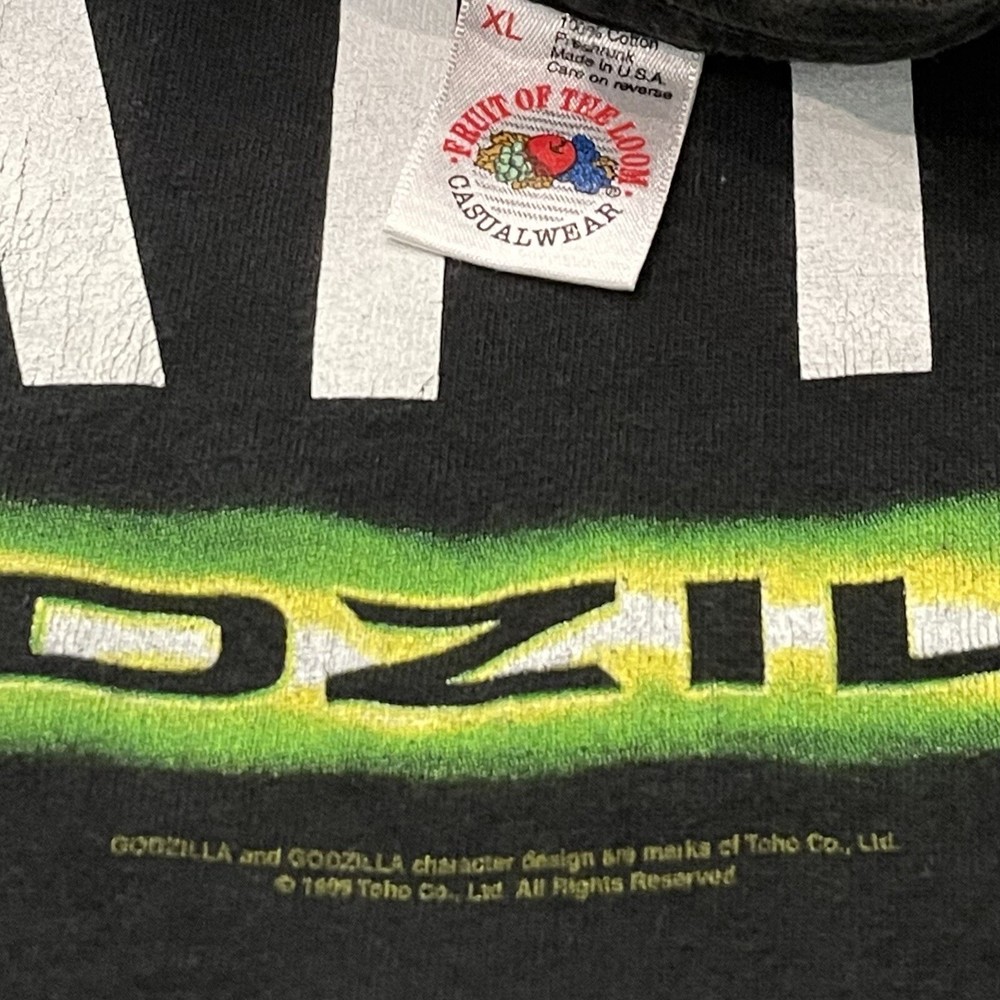 XL
100% Cotton
Preshrunk
Made in U.S.A.
Care on reverse
FRUIT OF THE LOOM
®
CASUALWEAR
DZIL
GODZILLA and GODZILLA character design are marks of Toho Co., Ltd.
© Toho Co., Ltd. All Rights Reserved